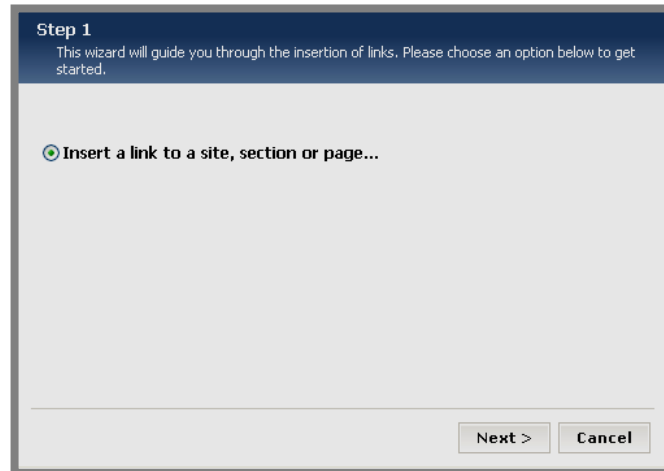 Step 1
This wizard will guide you through the insertion of links. Please choose an option below to get
started.
Insert a link to a site, section or page...
Next >
Cancel